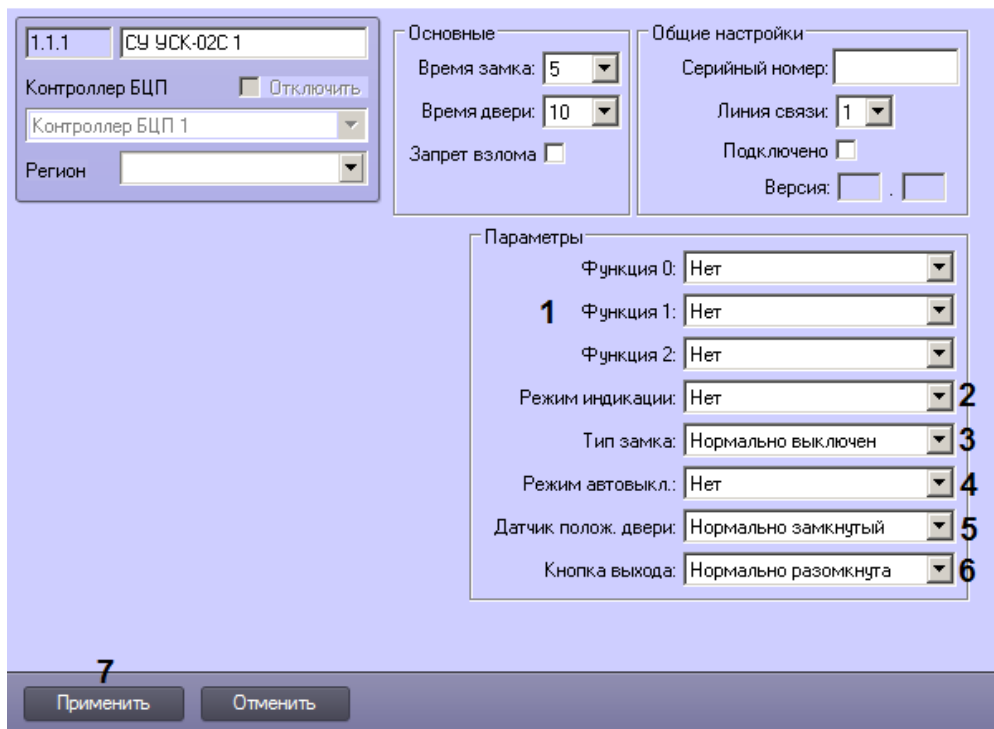 1.1.1 СУ УСК-02С 1
Контроллер БЦП Отключить
Контроллер БЦП 1
Регион
Основные
Время замка: 5
Время двери: 10
Запрет взлома
Общие настройки
Серийный номер:
Линия связи: 1
Подключено
Версия: .
Параметры
Функция 0: Нет
1 Функция 1: Нет
Функция 2: Нет
Режим индикации: Нет 2
Тип замка: Нормально выключен 3
Режим автовыкл.: Нет 4
Датчик полож. двери: Нормально замкнутый 5
Кнопка выхода: Нормально разомкнута 6
7
Применить Отменить